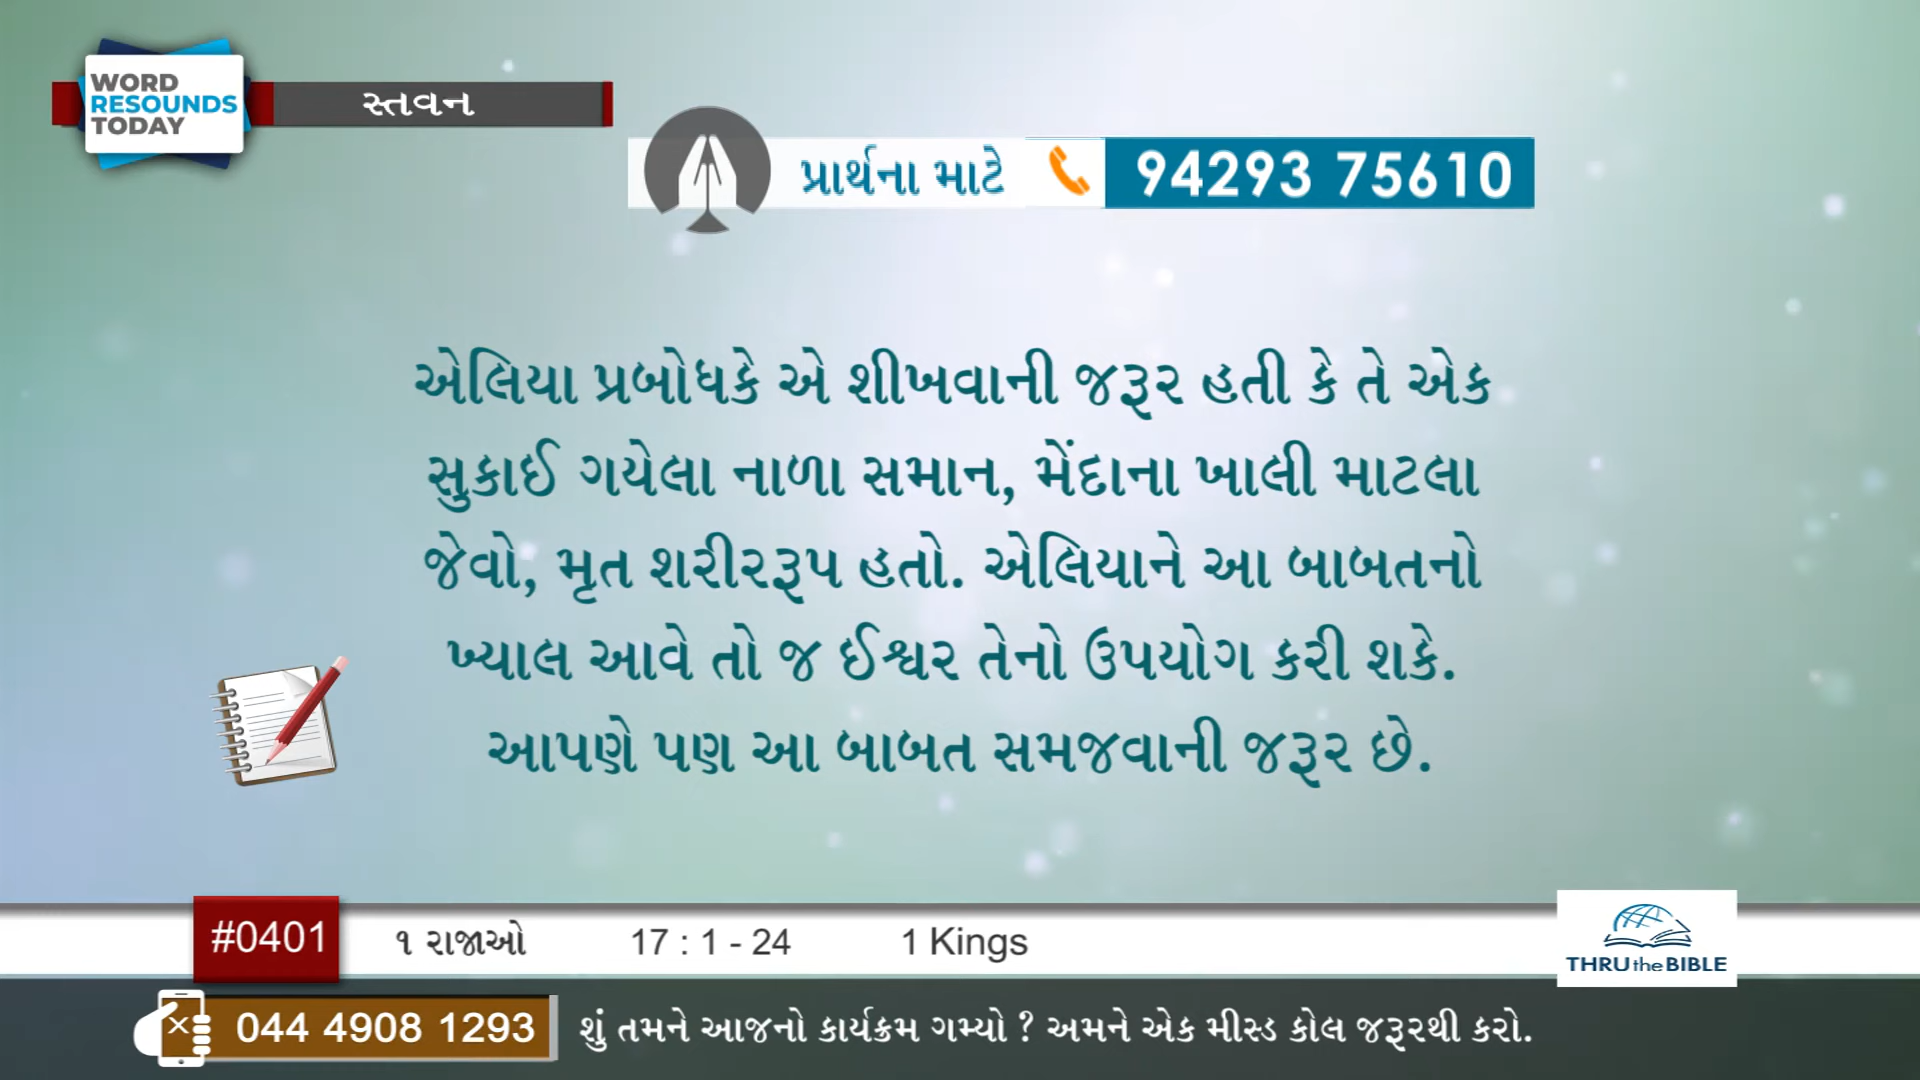 WORD
RESOUNDS
TODAY
સ્તવન
પ્રાર્થના માટે 94293 75610
એલિયા પ્રબોધકે એ શીખવાની જરૂર હતી કે તે એક
સુકાઈ ગયેલા નાળા સમાન, મેંદાના ખાલી માટલા
જેવો, મૃત શરીરરૂપ હતો. એલિયાને આ બાબતનો
ખ્યાલ આવે તો જ ઈશ્વર તેનો ઉપયોગ કરી શકે.
આપણે પણ આ બાબત સમજવાની જરૂર છે.
#0401 ૧ રાજાઓ 17 : 1 - 24 1 Kings
THRU the BIBLE
044 4908 1293 શું તમને આજનો કાર્યક્રમ ગમ્યો ? અમને એક મીસ્ડ કોલ જરૂરથી કરો.